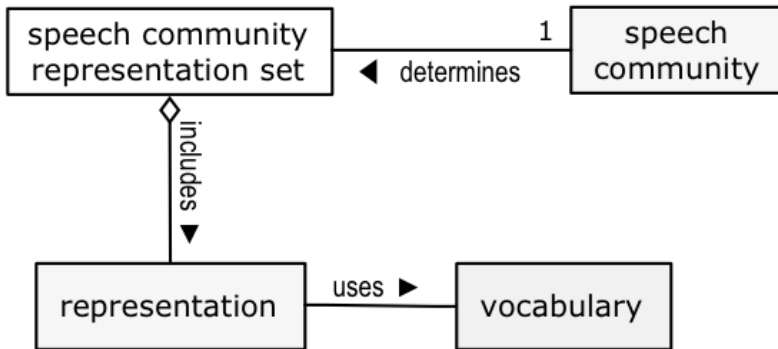 speech community
representation set
1
speech
community
◄ determines
includes ►
representation
uses ►
vocabulary